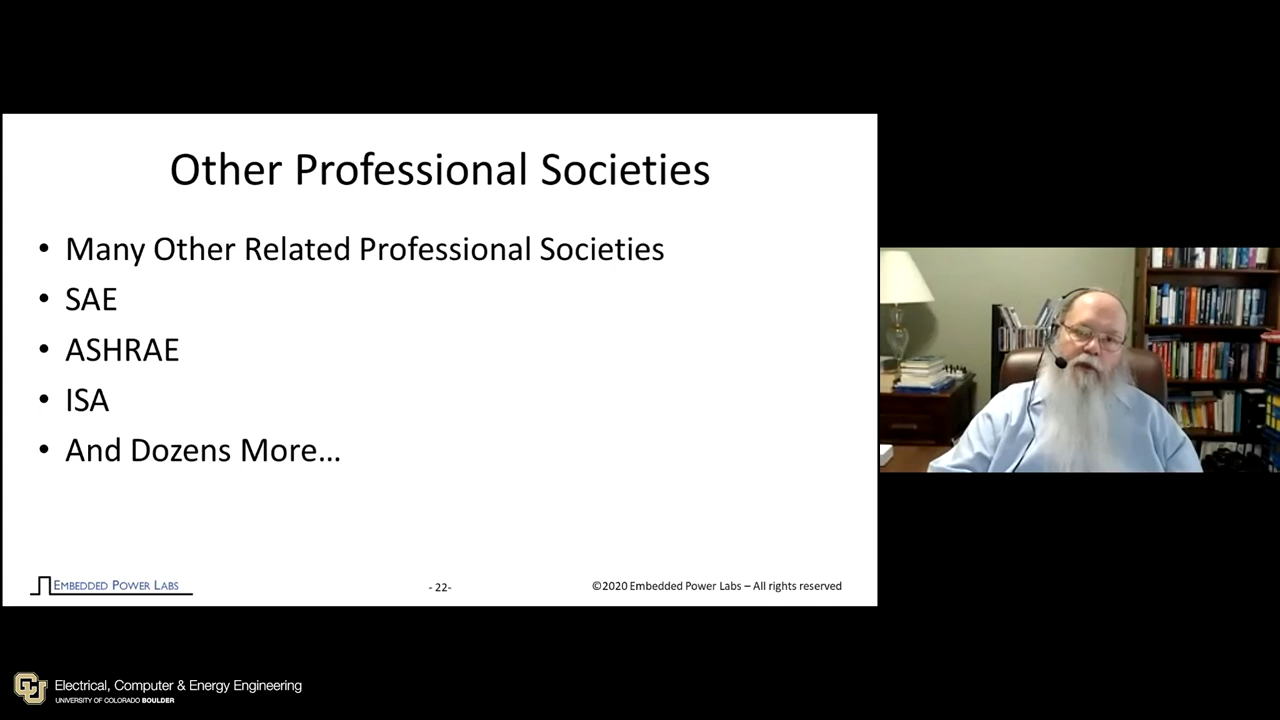 Other Professional Societies
• Many Other Related Professional Societies
• SAE
• ASHRAE
• ISA
• And Dozens More...
EMBEDDED POWER LABS
- 22-
©2020 Embedded Power Labs – All rights reserved
CU
Electrical, Computer & Energy Engineering
UNIVERSITY OF COLORADO BOULDER